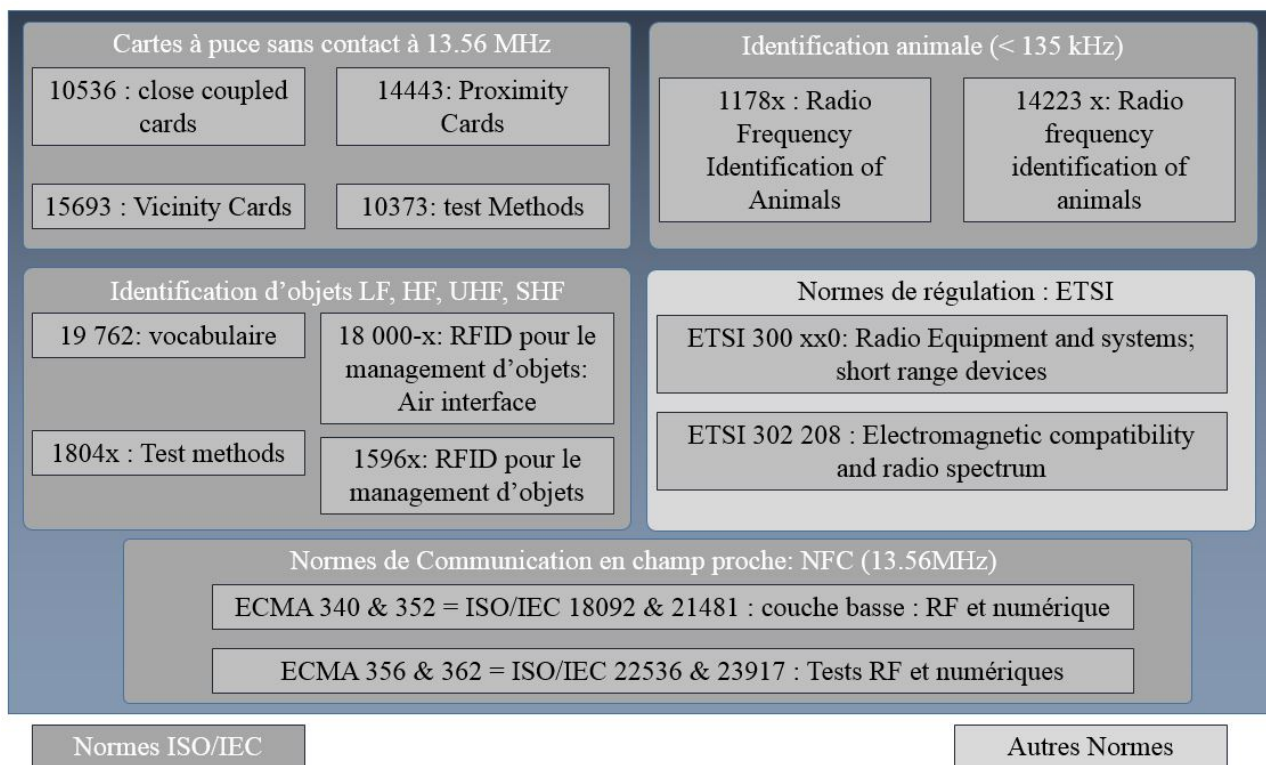 Cartes à puce sans contact à 13.56 MHz
10536 : close coupled
cards
14443: Proximity
Cards
15693 : Vicinity Cards
10373: test Methods
Identification animale (< 135 kHz)
1178x : Radio
Frequency
Identification of
Animals
14223 x: Radio
frequency
identification of
animals
Identification d’objets LF, HF, UHF, SHF
19 762: vocabulaire
18 000-x: RFID pour le
management d’objets:
Air interface
1804x : Test methods
1596x: RFID pour le
management d’objets
Normes de régulation : ETSI
ETSI 300 xx0: Radio Equipment and systems;
short range devices
ETSI 302 208 : Electromagnetic compatibility
and radio spectrum
Normes de Communication en champ proche: NFC (13.56MHz)
ECMA 340 & 352 = ISO/IEC 18092 & 21481 : couche basse : RF et numérique
ECMA 356 & 362 = ISO/IEC 22536 & 23917 : Tests RF et numériques
Normes ISO/IEC
Autres Normes